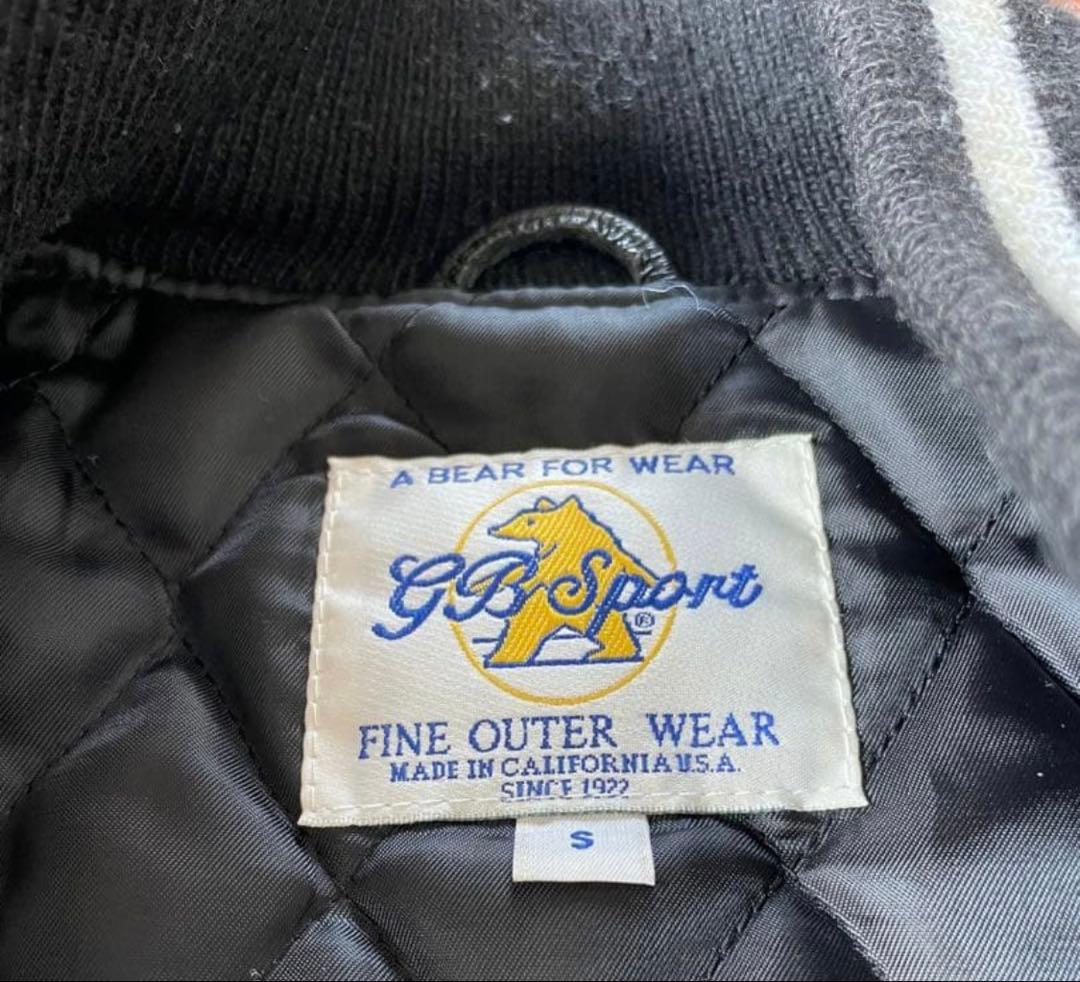 A BEAR FOR WEAR
GB Sport®
FINE OUTER WEAR
MADE IN CALIFORNIA U.S.A.
SINCE 1922
S